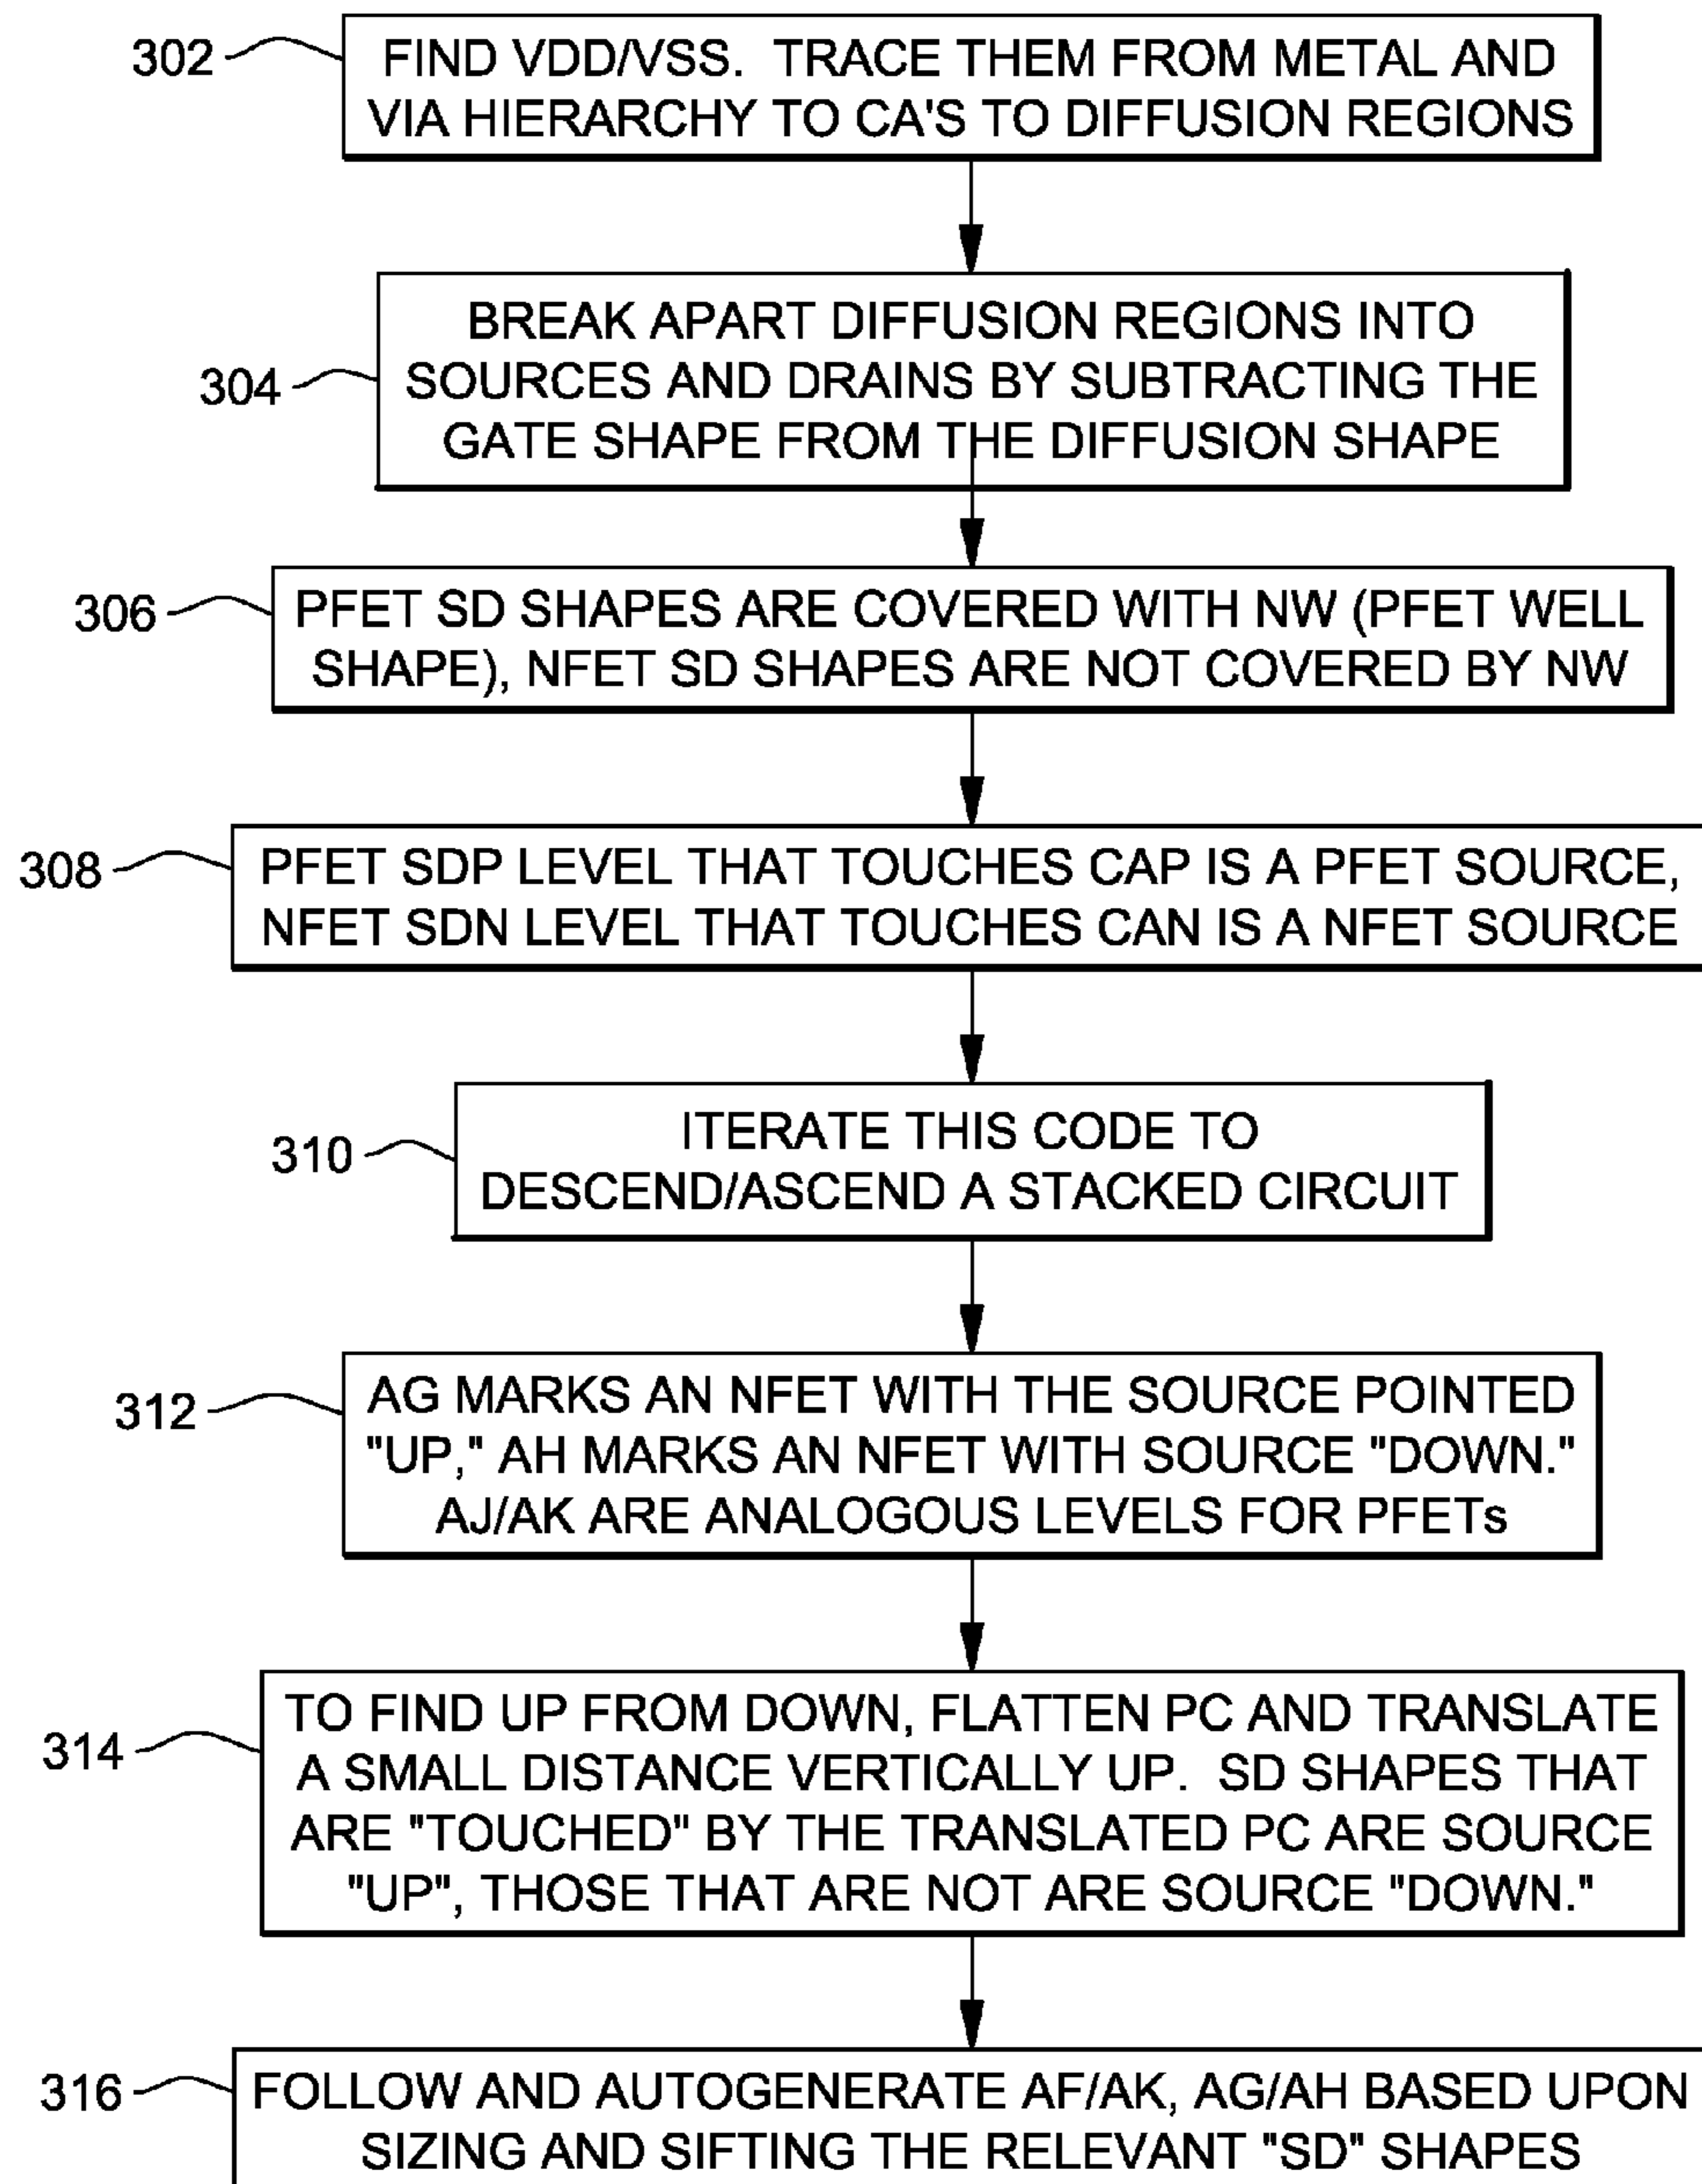 302
FIND VDD/VSS. TRACE THEM FROM METAL AND
VIA HIERARCHY TO CA'S TO DIFFUSION REGIONS
304
BREAK APART DIFFUSION REGIONS INTO
SOURCES AND DRAINS BY SUBTRACTING THE
GATE SHAPE FROM THE DIFFUSION SHAPE
306
PFET SD SHAPES ARE COVERED WITH NW (PFET WELL
SHAPE), NFET SD SHAPES ARE NOT COVERED BY NW
308
PFET SDP LEVEL THAT TOUCHES CAP IS A PFET SOURCE,
NFET SDN LEVEL THAT TOUCHES CAN IS A NFET SOURCE
310
ITERATE THIS CODE TO
DESCEND/ASCEND A STACKED CIRCUIT
312
AG MARKS AN NFET WITH THE SOURCE POINTED
"UP," AH MARKS AN NFET WITH SOURCE "DOWN."
AJ/AK ARE ANALOGOUS LEVELS FOR PFETs
314
TO FIND UP FROM DOWN, FLATTEN PC AND TRANSLATE
A SMALL DISTANCE VERTICALLY UP. SD SHAPES THAT
ARE "TOUCHED" BY THE TRANSLATED PC ARE SOURCE
"UP", THOSE THAT ARE NOT ARE SOURCE "DOWN."
316
FOLLOW AND AUTOGENERATE AF/AK, AG/AH BASED UPON
SIZING AND SIFTING THE RELEVANT "SD" SHAPES